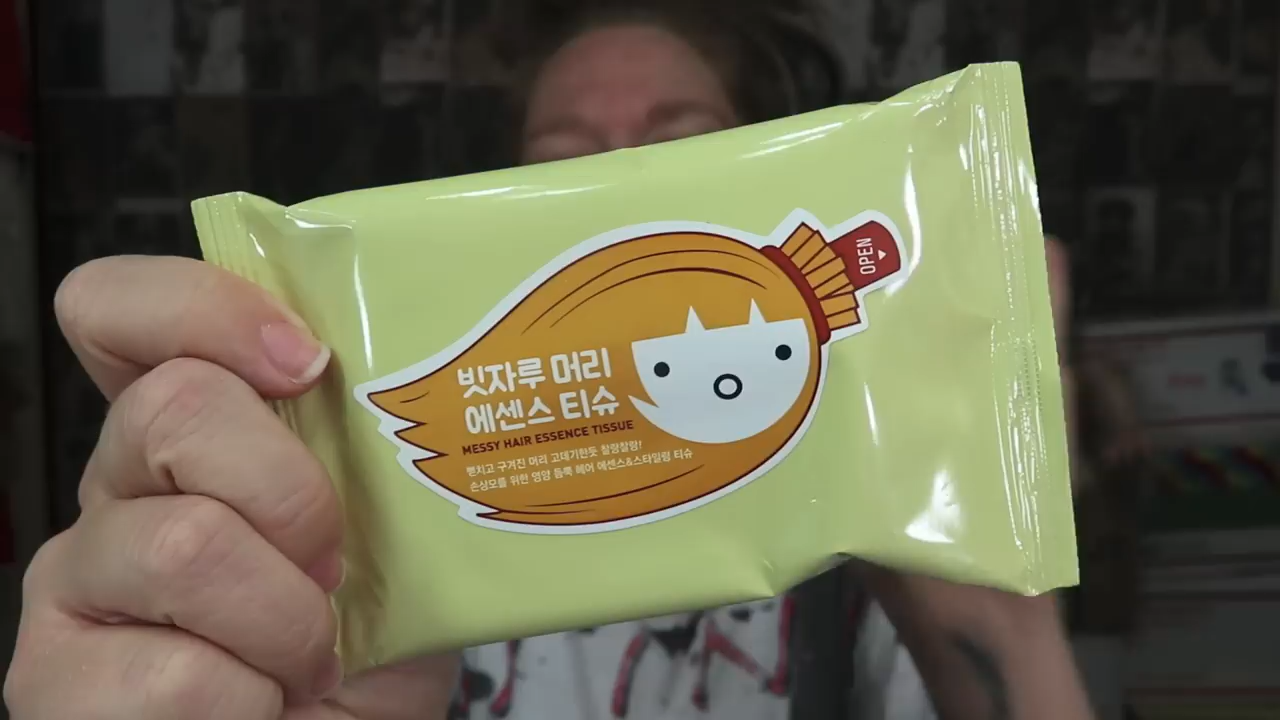 OPEN
빗자루 머리
에센스 티슈
MESSY HAIR ESSENCE TISSUE
뻗치고 구겨진 머리 고데기한듯 찰랑찰랑!
손상모를 위한 영양 듬뿍 헤어 에센스&스타일링 티슈